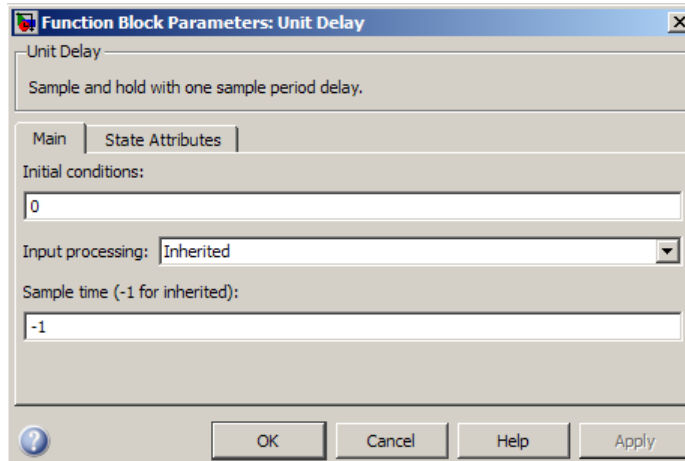 Function Block Parameters: Unit Delay
Unit Delay
Sample and hold with one sample period delay.
Main State Attributes
Initial conditions:
0
Input processing: Inherited
Sample time (-1 for inherited):
-1
OK Cancel Help Apply